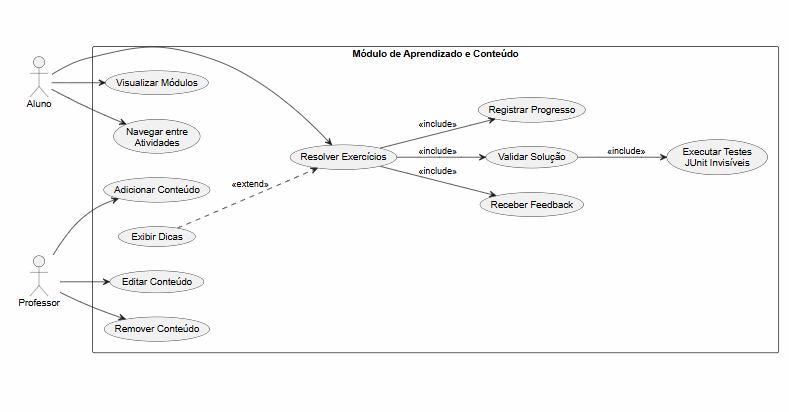 Módulo de Aprendizado e Conteúdo
Aluno
Visualizar Módulos
Navegar entre
Atividades
Resolver Exercícios
«include»
Registrar Progresso
«include»
Validar Solução
«include»
Executar Testes
JUnit Invisíveis
«include»
Receber Feedback
Adicionar Conteúdo
«extend»
Exibir Dicas
Professor
Editar Conteúdo
Remover Conteúdo